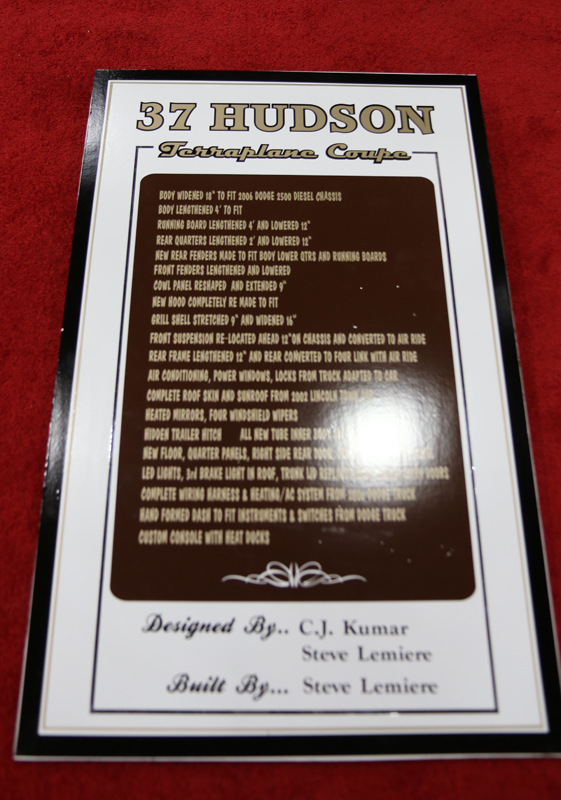 37 HUDSON
Terraplane Coupe
BODY WIDENED 18" TO FIT 2006 DODGE 2500 DIESEL CHASSIS
BODY LENGTHENED 4' TO FIT
RUNNING BOARD LENGTHENED 4' AND LOWERED 12"
REAR QUARTERS LENGTHENED 2' AND LOWERED 12"
NEW REAR FENDERS MADE TO FIT BODY LOWER QTRS AND RUNNING BOARDS
FRONT FENDERS LENGTHENED AND LOWERED
COWL PANEL RESHAPED AND EXTENDED 9"
NEW HOOD COMPLETELY RE MADE TO FIT
GRILL SHELL STRETCHED 9" AND WIDENED 16"
FRONT SUSPENSION RE-LOCATED AHEAD 12"ON CHASSIS AND CONVERTED TO AIR RIDE
REAR FRAME LENGTHENED 12" AND REAR CONVERTED TO FOUR LINK WITH AIR RIDE
AIR CONDITIONING, POWER WINDOWS, LOCKS FROM TRUCK ADAPTED TO CAR
COMPLETE ROOF SKIN AND SUNROOF FROM 2002 LINCOLN
HEATED MIRRORS, FOUR WINDSHIELD WIPERS
HIDDEN TRAILER HITCH ALL NEW TUBE INNER BODY
NEW FLOOR, QUARTER PANELS, RIGHT SIDE REAR DOOR,
LED LIGHTS, 3rd BRAKE LIGHT IN ROOF, TRUNK LID DOORS
COMPLETE WIRING HARNESS & HEATING/AC SYSTEM FROM DODGE TRUCK
HAND FORMED DASH TO FIT INSTRUMENTS & SWITCHES FROM DODGE TRUCK
CUSTOM CONSOLE WITH HEAT DUCKS
Designed By.. C.J. Kumar
Steve Lemiere
Built By... Steve Lemiere